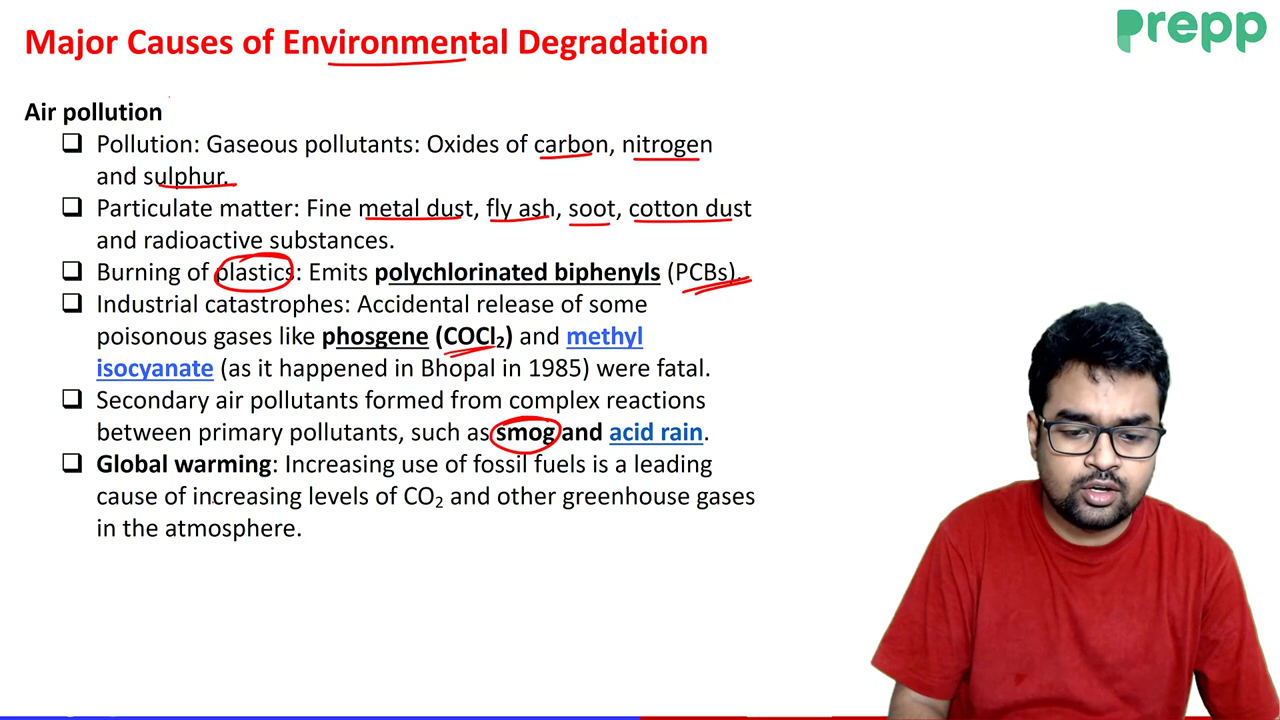 Major Causes of Environmental Degradation
prepp
Air pollution
❑ Pollution: Gaseous pollutants: Oxides of carbon, nitrogen
and sulphur.
❑ Particulate matter: Fine metal dust, fly ash, soot, cotton dust
and radioactive substances.
❑ Burning of plastics: Emits polychlorinated biphenyls (PCBs).
❑ Industrial catastrophes: Accidental release of some
poisonous gases like phosgene (COCl₂) and methyl
isocyanate (as it happened in Bhopal in 1985) were fatal.
❑ Secondary air pollutants formed from complex reactions
between primary pollutants, such as smog and acid rain.
❑ Global warming: Increasing use of fossil fuels is a leading
cause of increasing levels of CO₂ and other greenhouse gases
in the atmosphere.